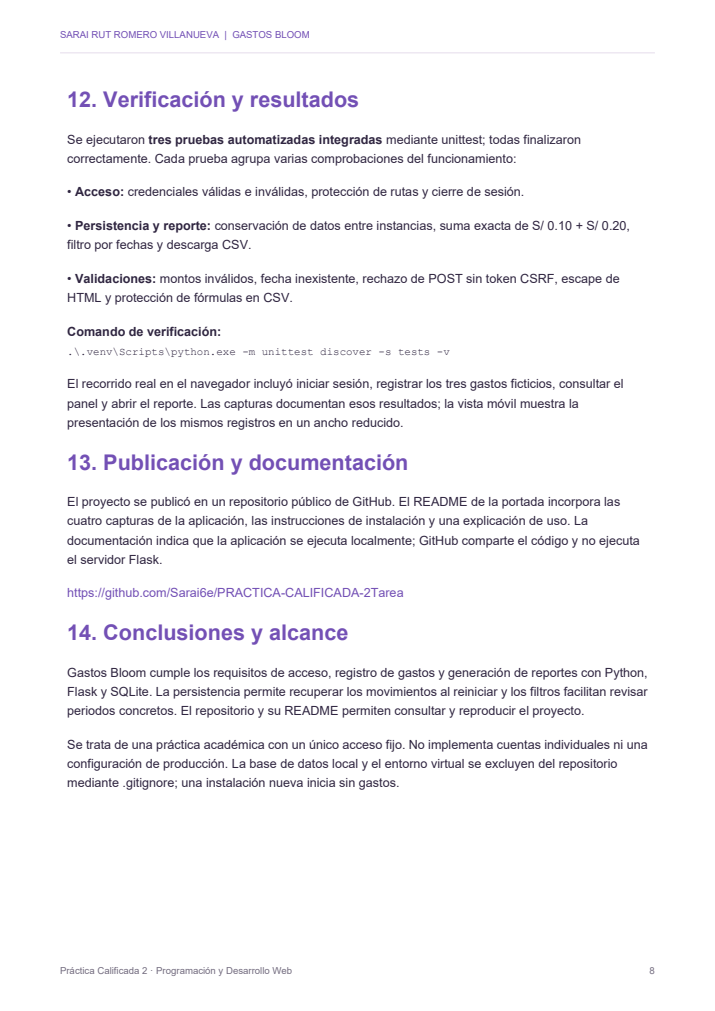 SARAI RUT ROMERO VILLANUEVA | GASTOS BLOOM
12. Verificación y resultados
Se ejecutaron tres pruebas automatizadas integradas mediante unittest; todas finalizaron
correctamente. Cada prueba agrupa varias comprobaciones del funcionamiento:
• Acceso: credenciales válidas e inválidas, protección de rutas y cierre de sesión.
• Persistencia y reporte: conservación de datos entre instancias, suma exacta de S/ 0.10 + S/ 0.20,
filtro por fechas y descarga CSV.
• Validaciones: montos inválidos, fecha inexistente, rechazo de POST sin token CSRF, escape de
HTML y protección de fórmulas en CSV.
Comando de verificación:
.\.venv\Scripts\python.exe -m unittest discover -s tests -v
El recorrido real en el navegador incluyó iniciar sesión, registrar los tres gastos ficticios, consultar el
panel y abrir el reporte. Las capturas documentan esos resultados; la vista móvil muestra la
presentación de los mismos registros en un ancho reducido.
13. Publicación y documentación
El proyecto se publicó en un repositorio público de GitHub. El README de la portada incorpora las
cuatro capturas de la aplicación, las instrucciones de instalación y una explicación de uso. La
documentación indica que la aplicación se ejecuta localmente; GitHub comparte el código y no ejecuta
el servidor Flask.
https://github.com/Sarai6e/PRACTICA-CALIFICADA-2Tarea
14. Conclusiones y alcance
Gastos Bloom cumple los requisitos de acceso, registro de gastos y generación de reportes con Python,
Flask y SQLite. La persistencia permite recuperar los movimientos al reiniciar y los filtros facilitan revisar
periodos concretos. El repositorio y su README permiten consultar y reproducir el proyecto.
Se trata de una práctica académica con un único acceso fijo. No implementa cuentas individuales ni una
configuración de producción. La base de datos local y el entorno virtual se excluyen del repositorio
mediante .gitignore; una instalación nueva inicia sin gastos.
Práctica Calificada 2 · Programación y Desarrollo Web
8